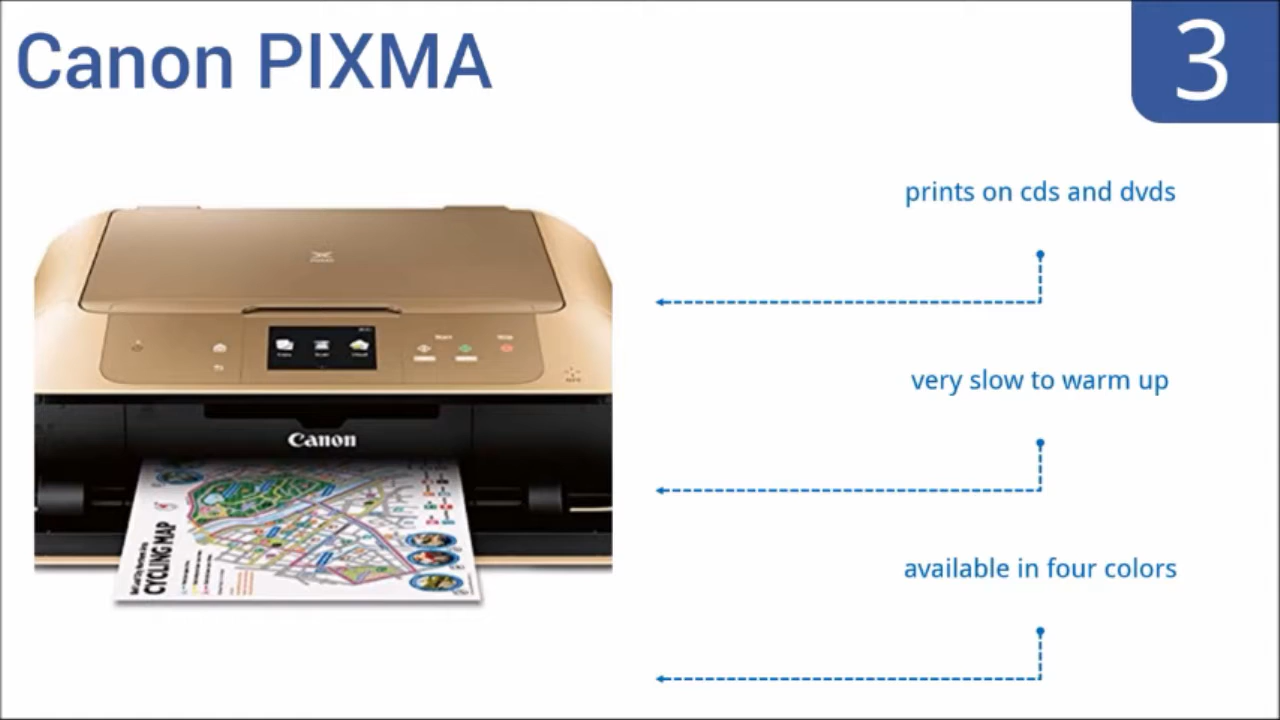 Canon PIXMA
3
prints on cds and dvds
very slow to warm up
available in four colors
Canon
CYCLING MAP